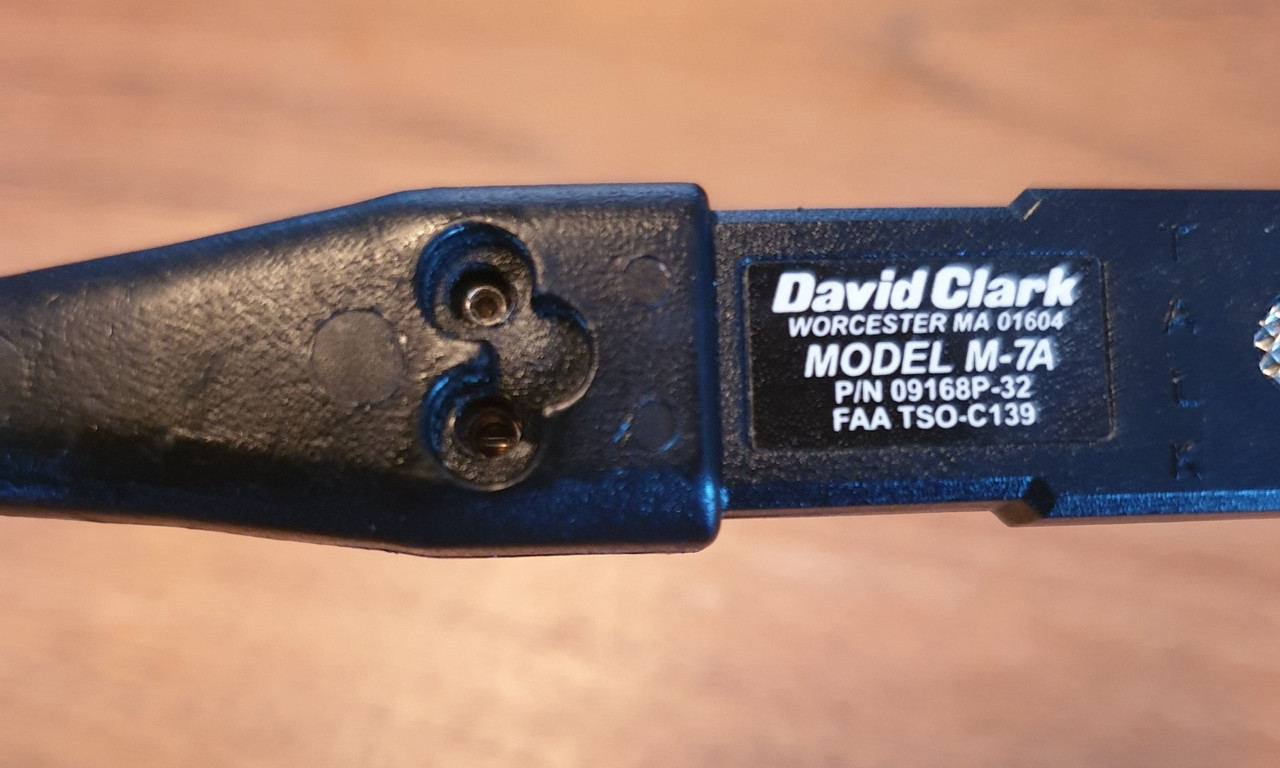 David Clark
WORCESTER MA 01604
MODEL M-7A
P/N 09168P-32
FAA TSO-C139
TALK